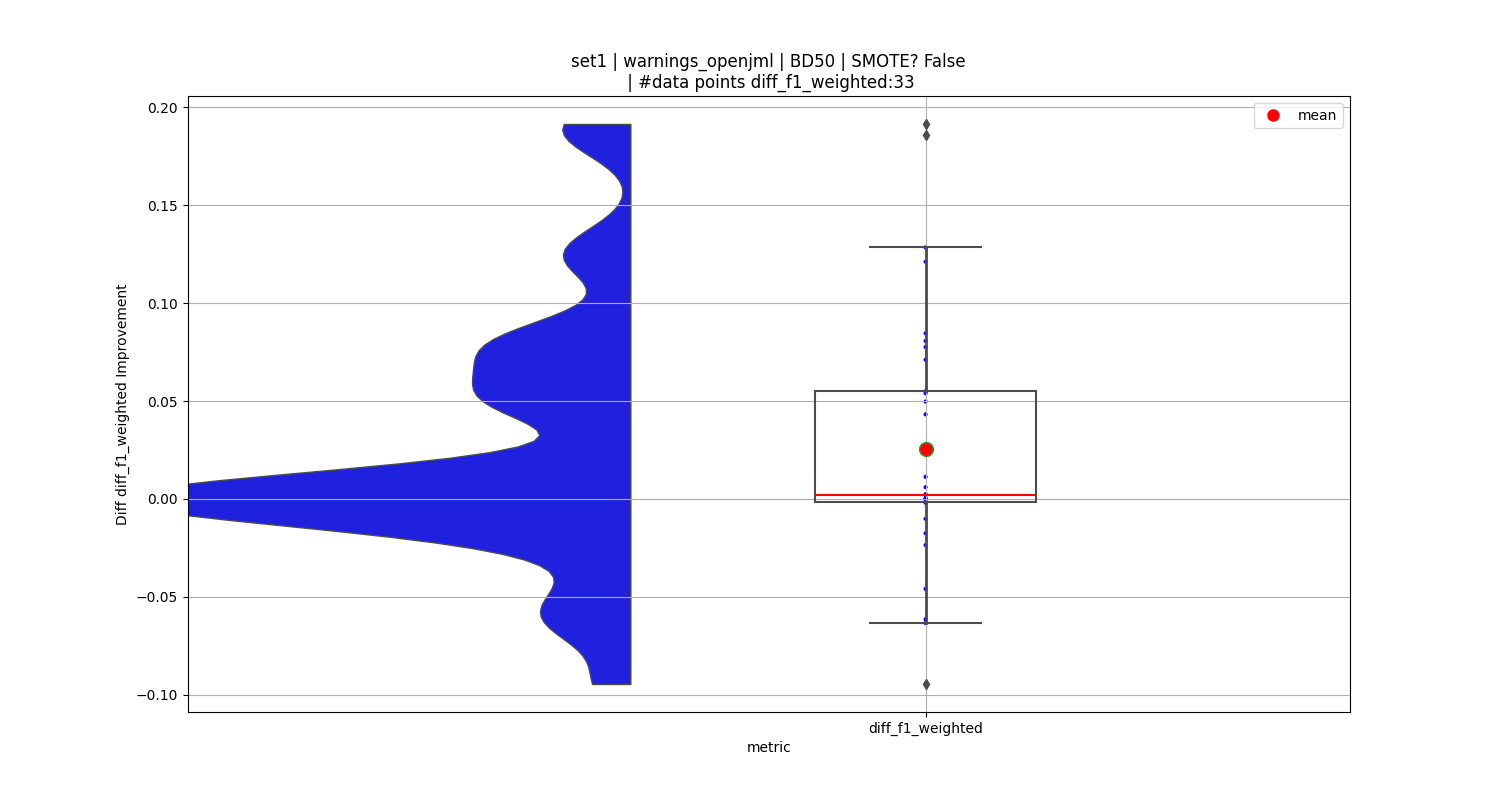 set1 | warnings_openjml | BD50 | SMOTE? False
| #data points diff_f1_weighted:33
mean
0.20
0.15
0.10
0.05
0.00
−0.05
−0.10
Diff diff_f1_weighted Improvement
diff_f1_weighted
metric